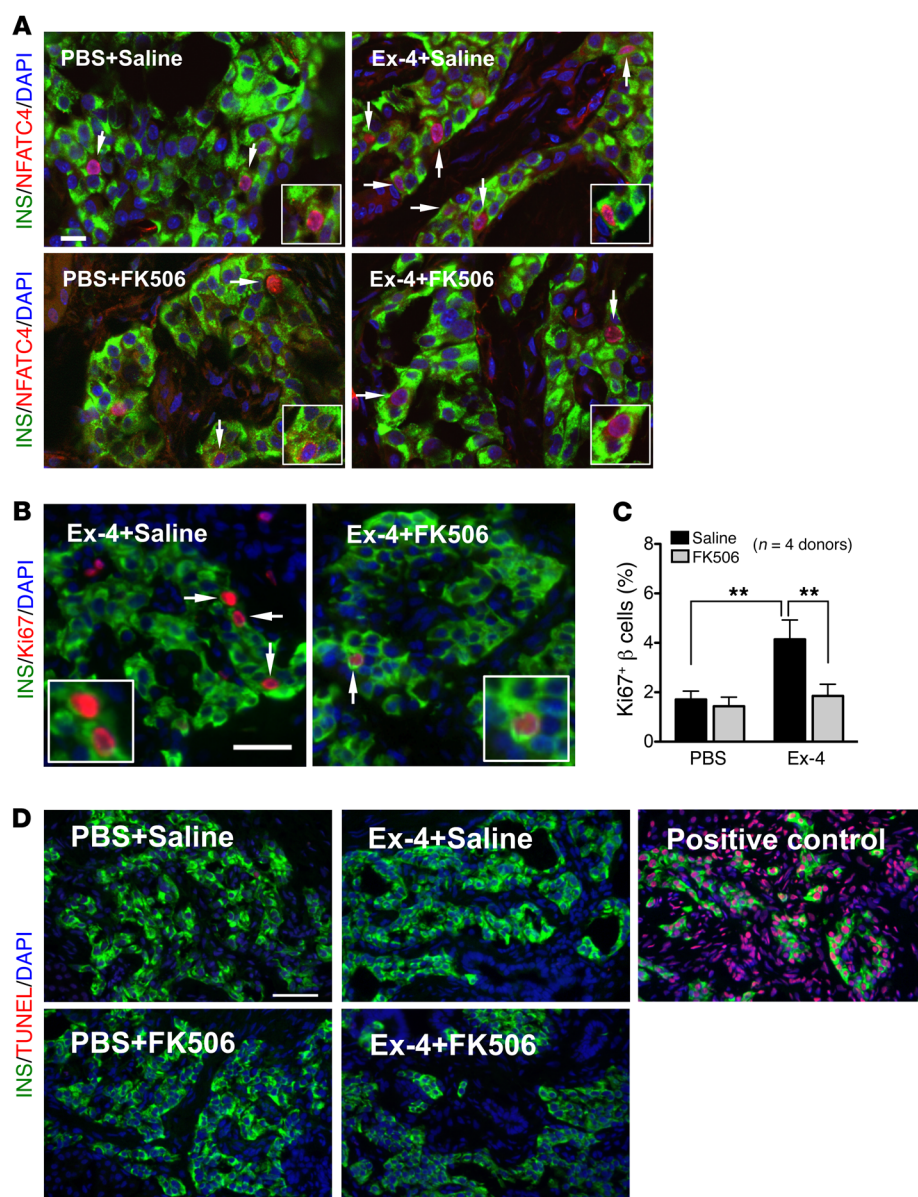 A
INS/NFATC4/DAPI
PBS+Saline
Ex-4+Saline
INS/NFATC4/DAPI
PBS+FK506
Ex-4+FK506
B
INS/Ki67/DAPI
Ex-4+Saline
Ex-4+FK506
C
Saline
FK506
(n = 4 donors)
Ki67+ β cells (%)
8
6
4
2
0
**
**
PBS
Ex-4
D
INS/TUNEL/DAPI
PBS+Saline
Ex-4+Saline
Positive control
PBS+FK506
Ex-4+FK506